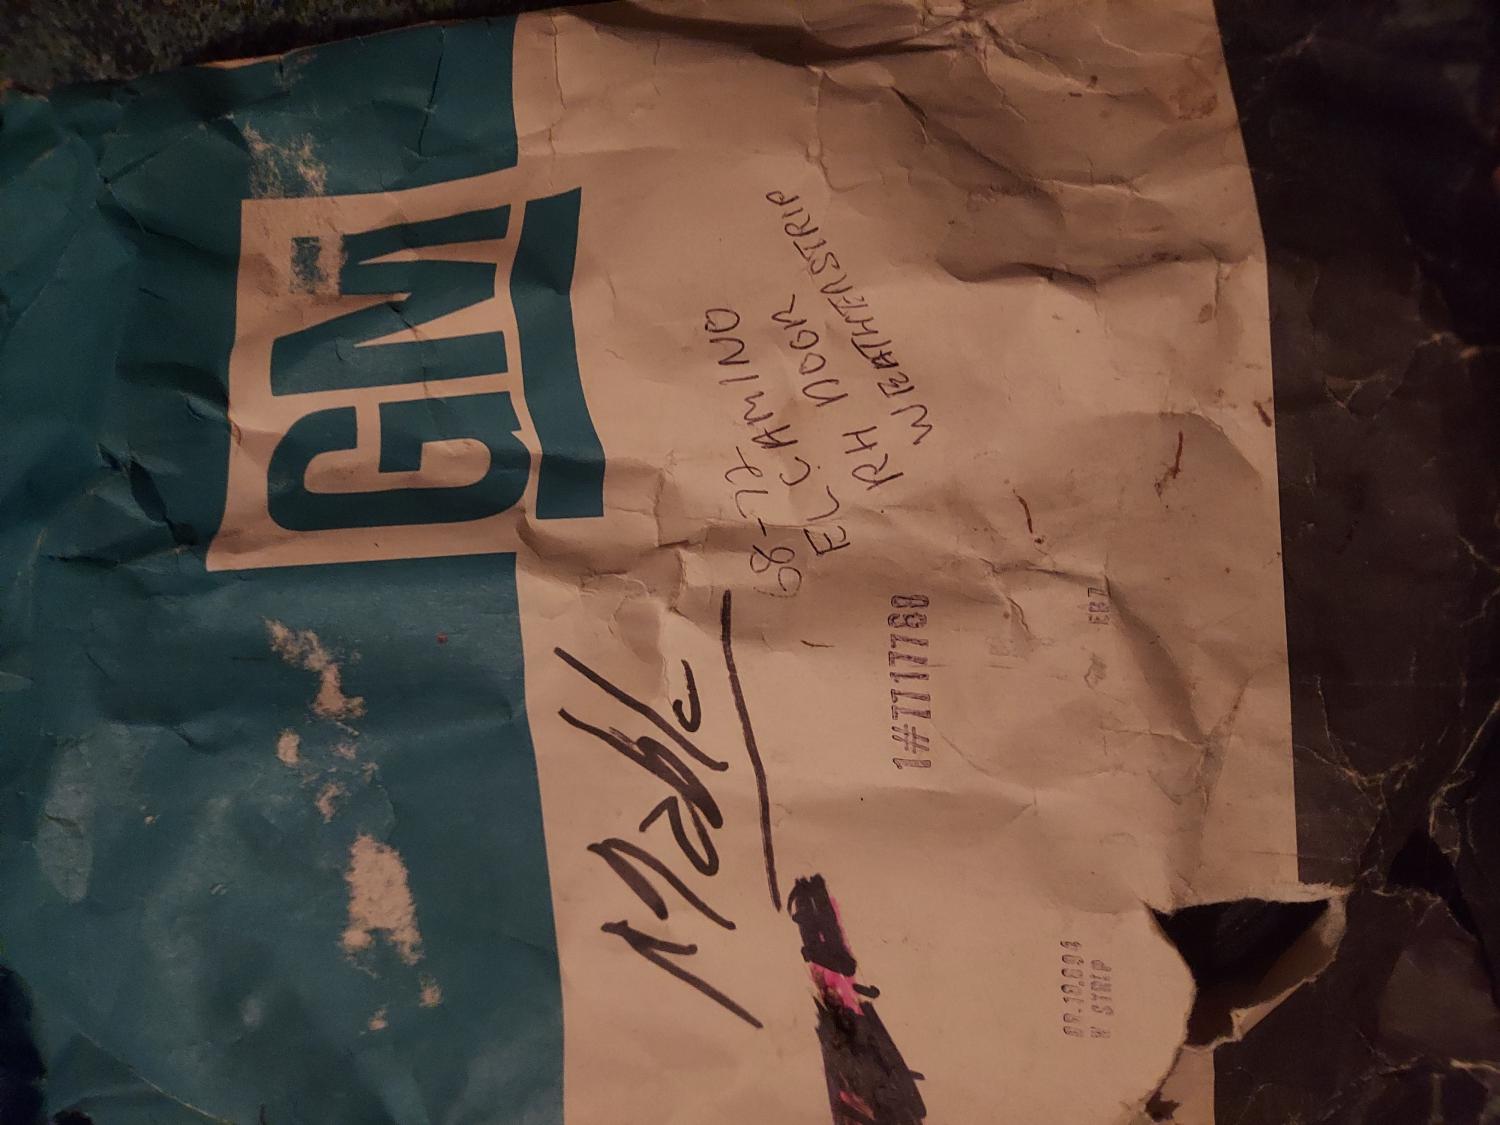 GM
68-72
EL CAMINO
RH DOOR
WEATHERSTRIP
1#7717768
W STRIP